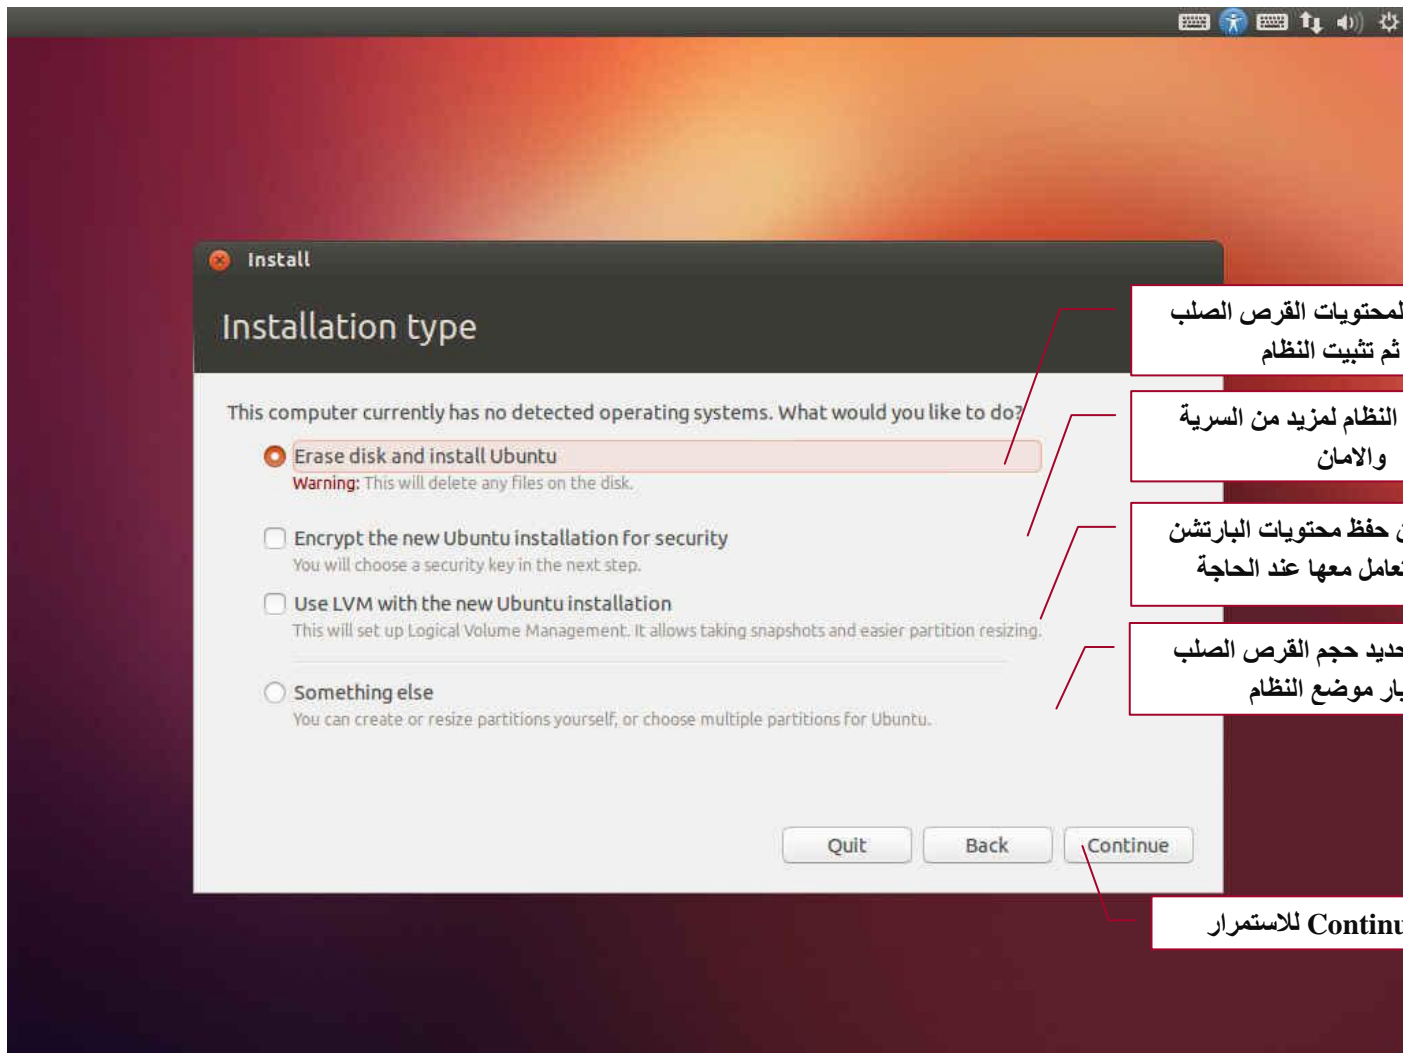 Install
Installation type
This computer currently has no detected operating systems. What would you like to do?
Erase disk and install Ubuntu
Warning: This will delete any files on the disk.
Encrypt the new Ubuntu installation for security
You will choose a security key in the next step.
Use LVM with the new Ubuntu installation
This will set up Logical Volume Management. It allows taking snapshots and easier partition resizing.
Something else
You can create or resize partitions yourself, or choose multiple partitions for Ubuntu.
Quit
Back
Continue
لمحتويات القرص الصلب
ثم تثبيت النظام
النظام لمزيد من السرية
والامان
حفظ محتويات البارتشن
معها عند الحاجة
حجم القرص الصلب
موضع النظام
للاستمرار